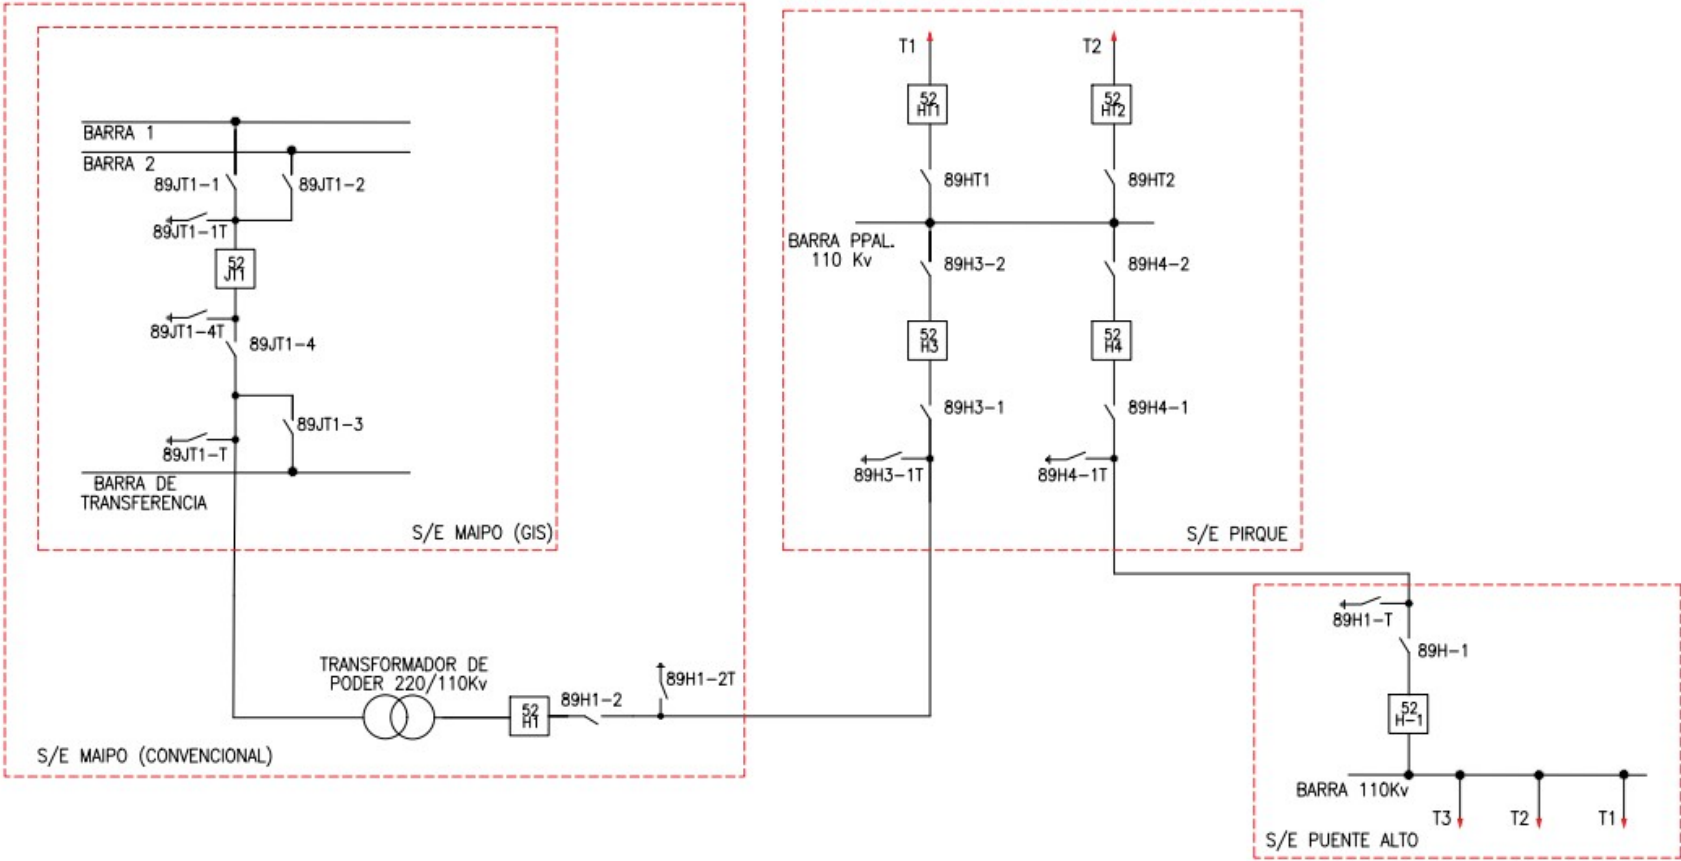 BARRA 1
BARRA 2
89JT1-1
89JT1-2
89JT1-1T
52
JT1
89JT1-4T
89JT1-4
89JT1-3
89JT1-T
BARRA DE
TRANSFERENCIA
S/E MAIPO (GIS)
TRANSFORMADOR DE
PODER 220/110Kv
52
H1
89H1-2
89H1-2T
S/E MAIPO (CONVENCIONAL)
T1
T2
52
HT1
52
HT2
89HT1
89HT2
BARRA PPAL.
110 Kv
89H3-2
89H4-2
52
H3
52
H4
89H3-1
89H4-1
89H3-1T
89H4-1T
S/E PIRQUE
89H1-T
89H-1
52
H-1
BARRA 110Kv
T3
T2
T1
S/E PUENTE ALTO